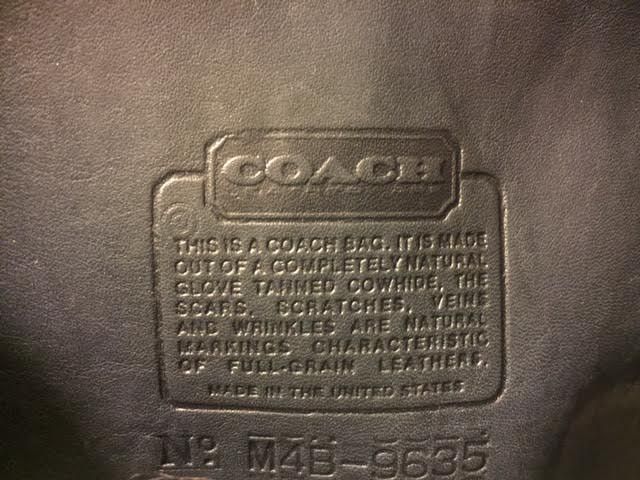 COACH
THIS IS A COACH BAG. IT IS MADE
OUT OF A COMPLETELY NATURAL
GLOVE TANNED COWHIDE, THE
SCARS, SCRATCHES, VEINS
AND WRINKLES ARE NATURAL
MARKINGS CHARACTERISTIC
OF FULL-GRAIN LEATHERS.
MADE IN THE UNITED STATES
Nº: M4B-9635